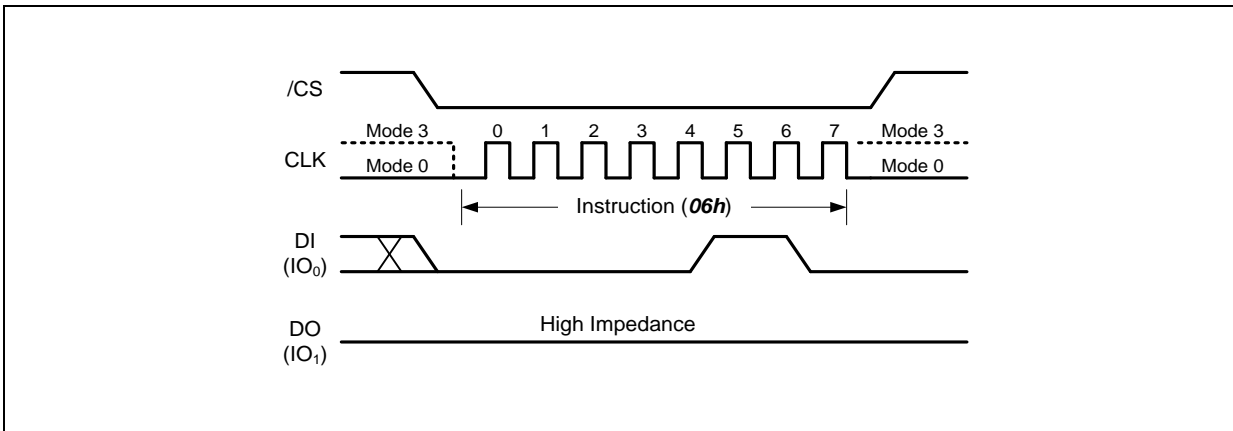 /CS
Mode 3 0 1 2 3 4 5 6 7 Mode 3
CLK
Mode 0 Mode 0
Instruction (06h)
DI
(IO₀)
High Impedance
DO
(IO₁)